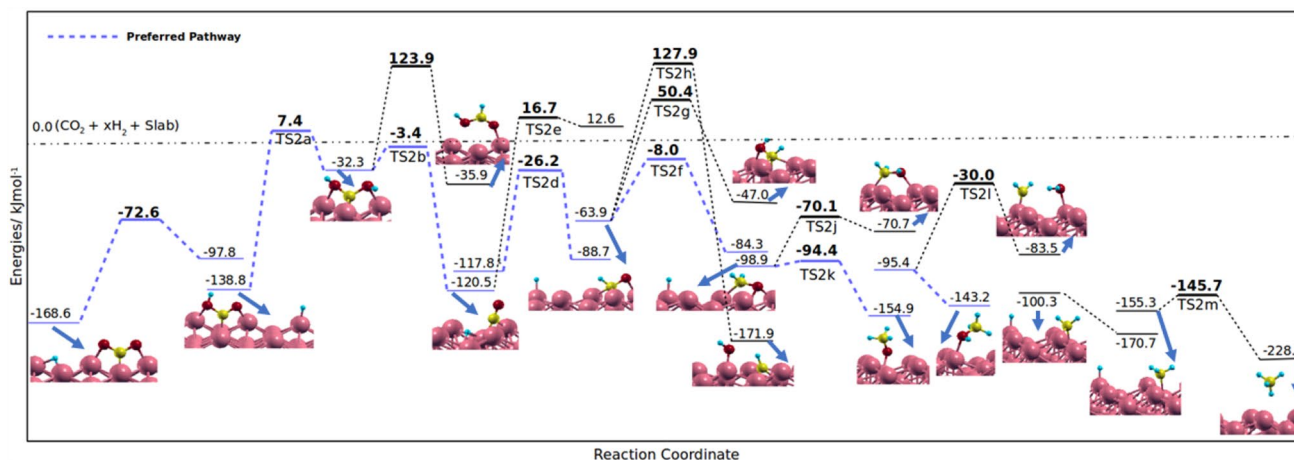 Preferred Pathway
Energies/ kJmol⁻¹
0.0 (CO₂ + xH₂ + Slab)
-168.6
-72.6
-97.8
-138.8
7.4
TS2a
-32.3
123.9
-3.4
TS2b
-35.9
-117.8
-120.5
16.7
TS2e
12.6
-26.2
TS2d
-63.9
-88.7
127.9
TS2h
50.4
TS2g
-8.0
TS2f
-47.0
-84.3
-98.9
-171.9
-70.1
TS2j
-70.7
-94.4
TS2k
-154.9
-95.4
-143.2
-30.0
TS2l
-83.5
-100.3
-155.3
-170.7
-145.7
TS2m
-228.
Reaction Coordinate